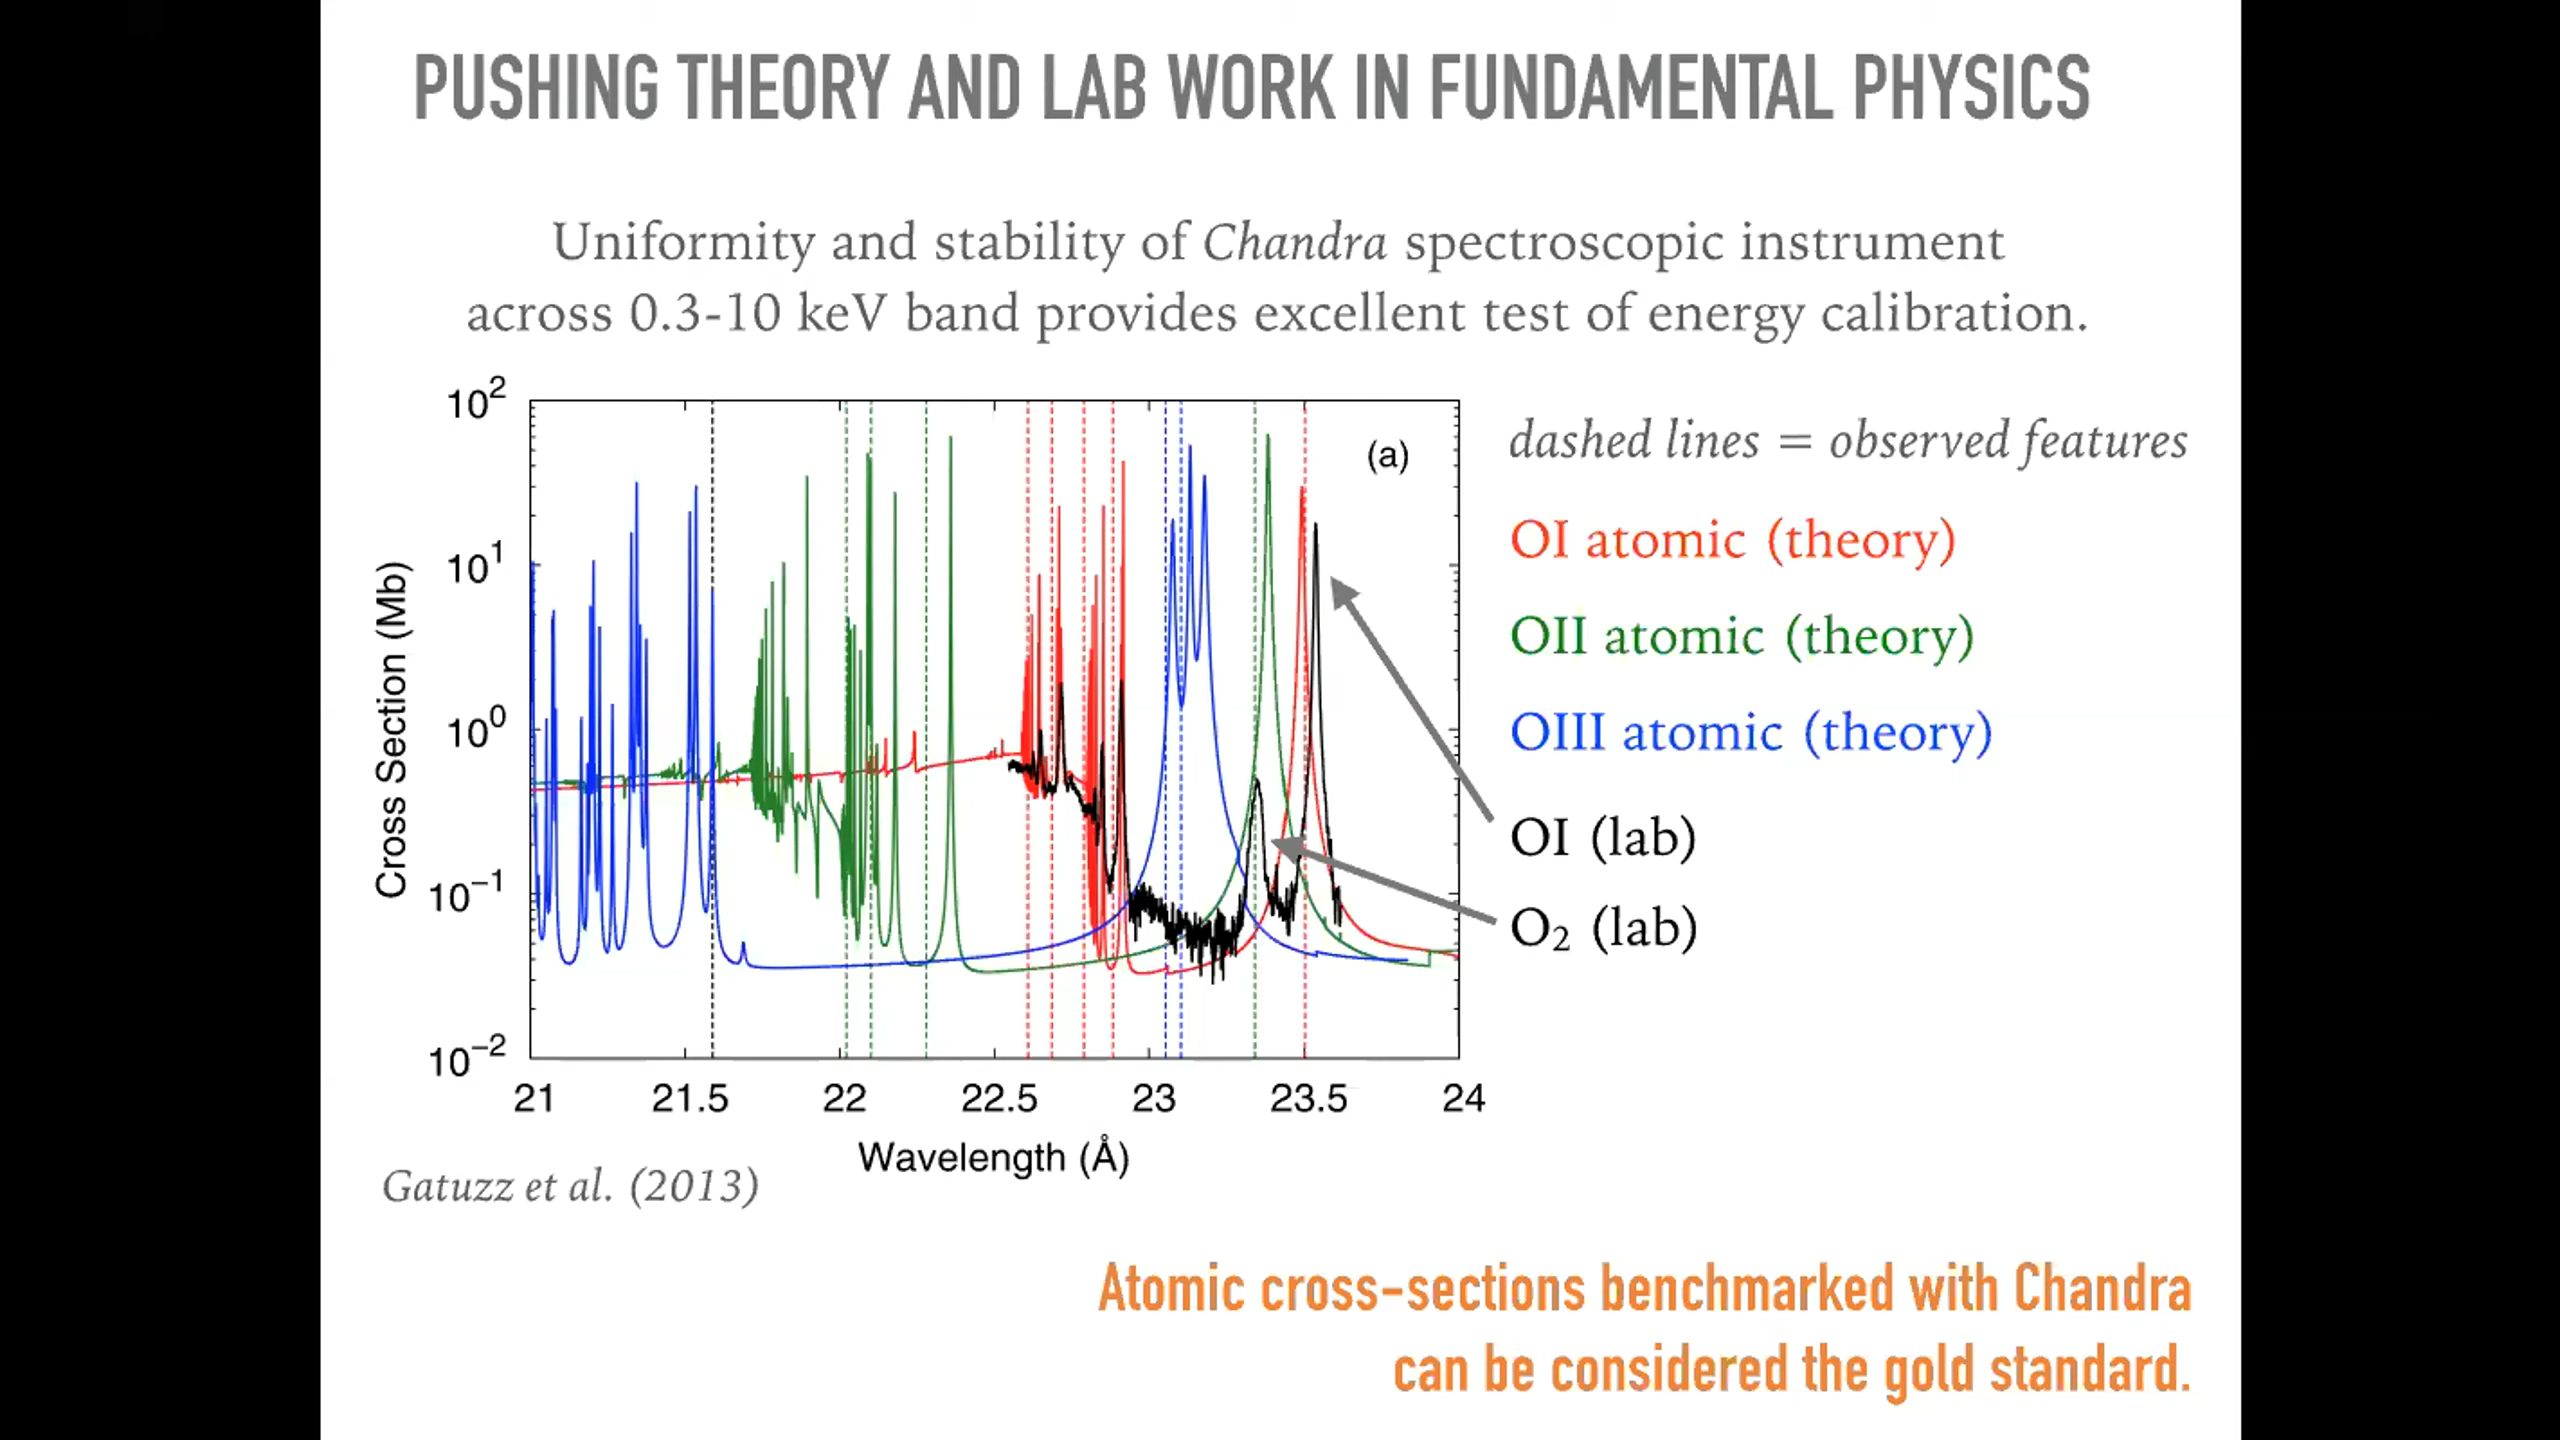 PUSHING THEORY AND LAB WORK IN FUNDAMENTAL PHYSICS
Uniformity and stability of Chandra spectroscopic instrument
across 0.3-10 keV band provides excellent test of energy calibration.
10²
10¹
10⁰
10⁻¹
10⁻²
Cross Section (Mb)
(a)
21 21.5 22 22.5 23 23.5 24
Wavelength (Å)
dashed lines = observed features
OI atomic (theory)
OII atomic (theory)
OIII atomic (theory)
OI (lab)
O₂ (lab)
Gatuzz et al. (2013)
Atomic cross-sections benchmarked with Chandra
can be considered the gold standard.